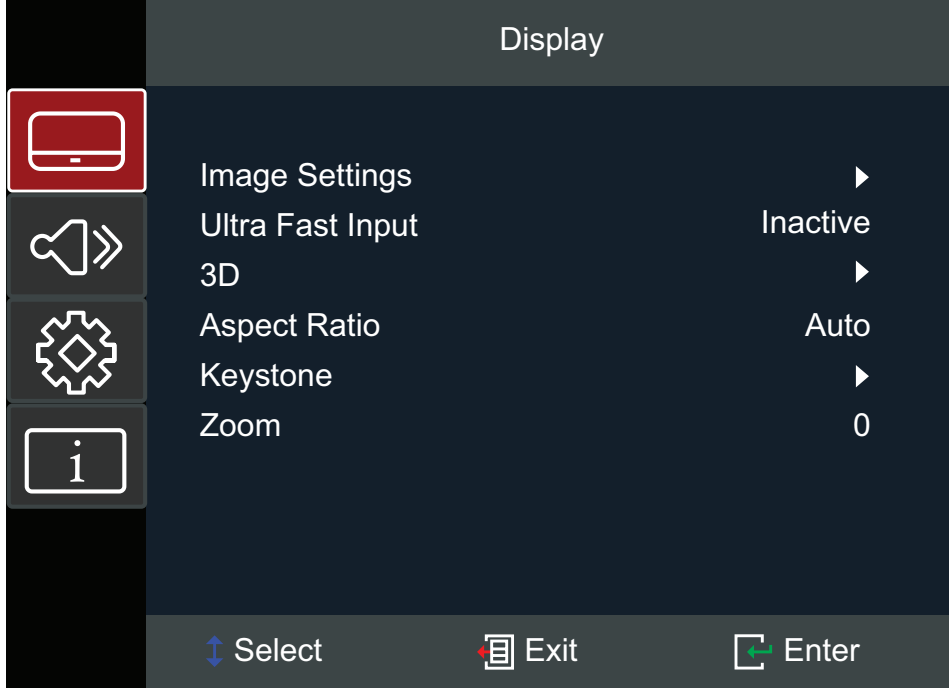 Display
Image Settings
Ultra Fast Input Inactive
3D
Aspect Ratio Auto
Keystone
Zoom 0
i
Select Exit Enter